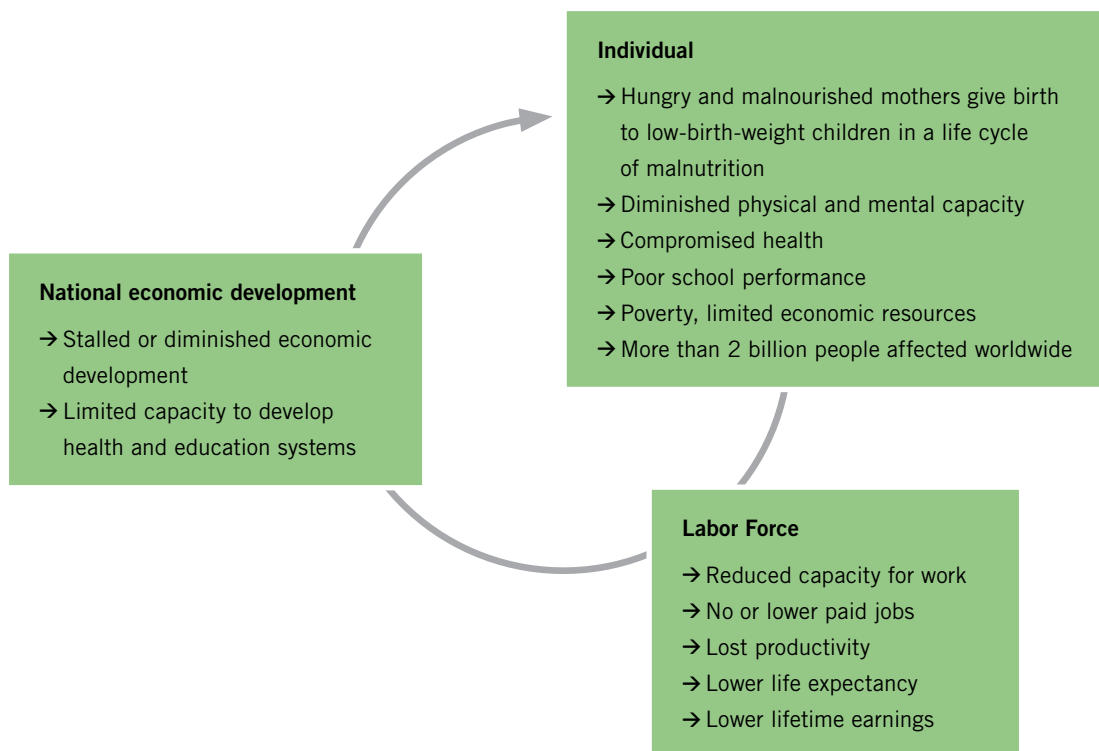 Individual
→ Hungry and malnourished mothers give birth
to low-birth-weight children in a life cycle
of malnutrition
→ Diminished physical and mental capacity
→ Compromised health
→ Poor school performance
→ Poverty, limited economic resources
→ More than 2 billion people affected worldwide
National economic development
→ Stalled or diminished economic
development
→ Limited capacity to develop
health and education systems
Labor Force
→ Reduced capacity for work
→ No or lower paid jobs
→ Lost productivity
→ Lower life expectancy
→ Lower lifetime earnings